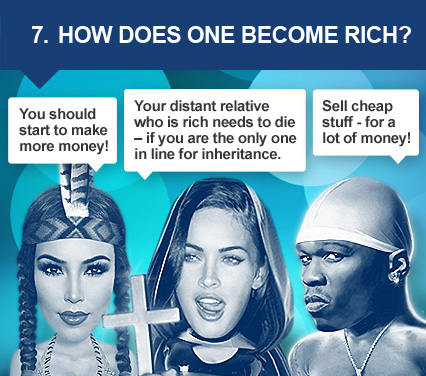 7. HOW DOES ONE BECOME RICH?
You should
start to make
more money!
Your distant relative
who is rich needs to die
– if you are the only one
in line for inheritance.
Sell cheap
stuff - for a
lot of money!